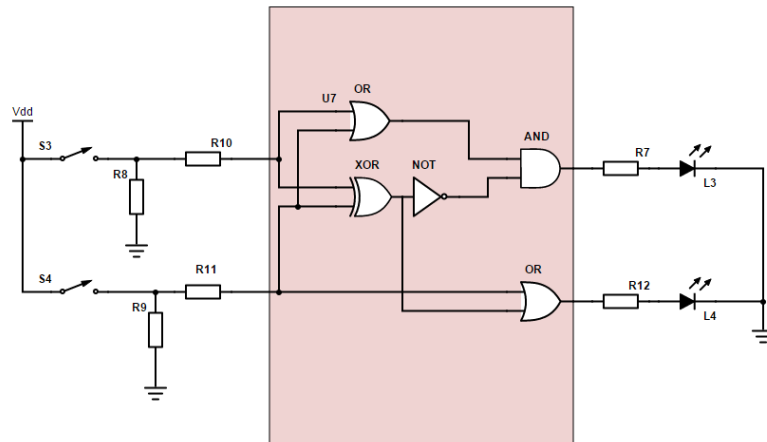 OR
U7
AND
Vdd
S3
R10
R7
R8
XOR
NOT
L3
R11
OR
S4
R12
R9
L4